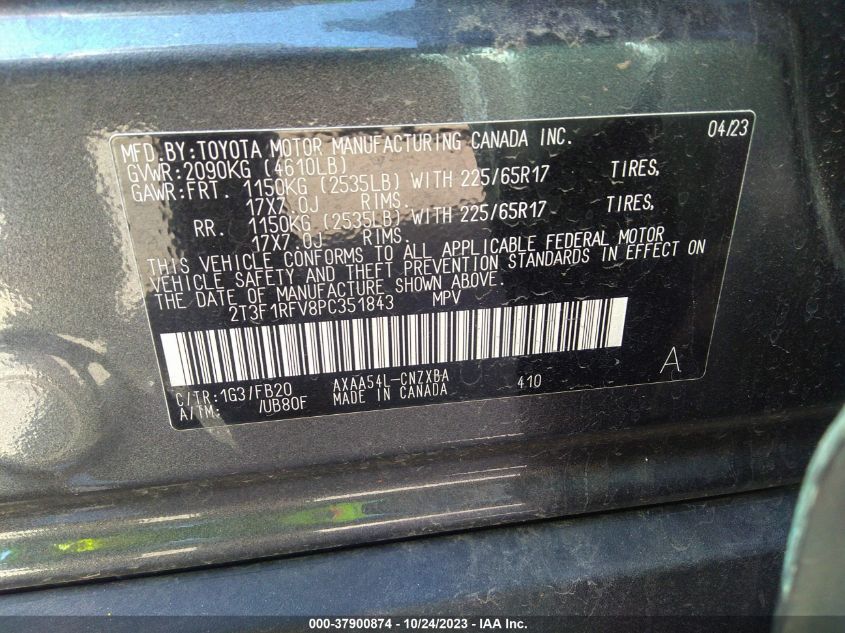 MFD.BY:TOYOTA MOTOR MANUFACTURING CANADA INC. 04/23
GVWR:2090KG (4610LB)
GAWR:FRT. 1150KG (2535LB) WITH 225/65R17 TIRES,
17X7.0J RIMS.
RR. 1150KG (2535LB) WITH 225/65R17 TIRES,
17X7.0J RIMS.
THIS VEHICLE CONFORMS TO ALL APPLICABLE FEDERAL MOTOR
VEHICLE SAFETY AND THEFT PREVENTION STANDARDS IN EFFECT ON
THE DATE OF MANUFACTURE SHOWN ABOVE.
2T3F1RFV8PC351843 MPV
C/TR:1G3/FB20 AXAA54L-CNZXBA 410 A
A/TM: /UB80F MADE IN CANADA
000-37900874 - 10/24/2023 - IAA Inc.